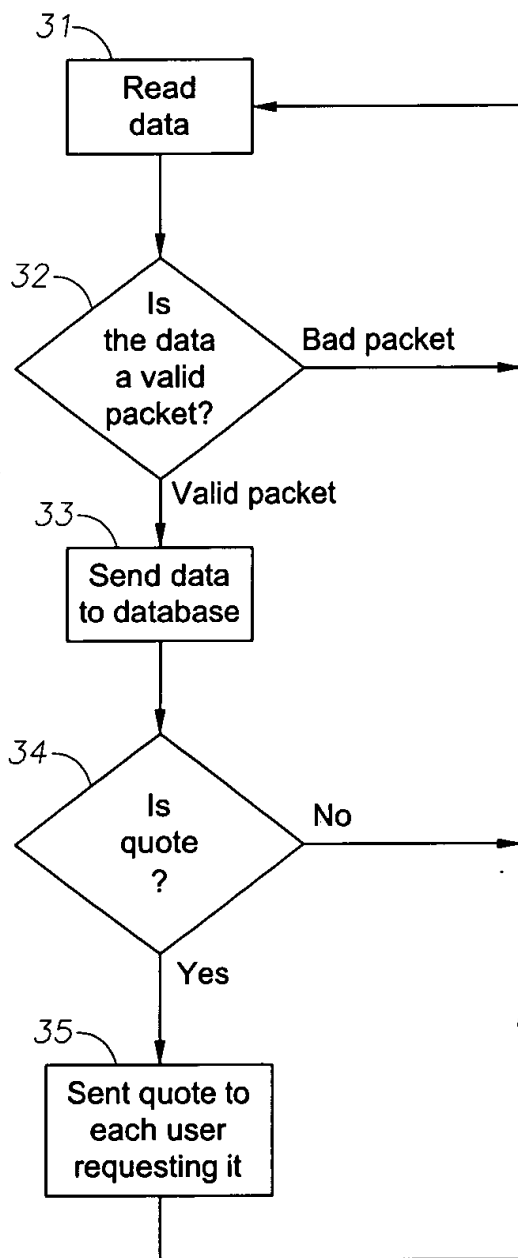 31
Read
data
32
Is
the data
a valid
packet?
Bad packet
Valid packet
33
Send data
to database
34
Is
quote
?
No
Yes
35
Sent quote to
each user
requesting it